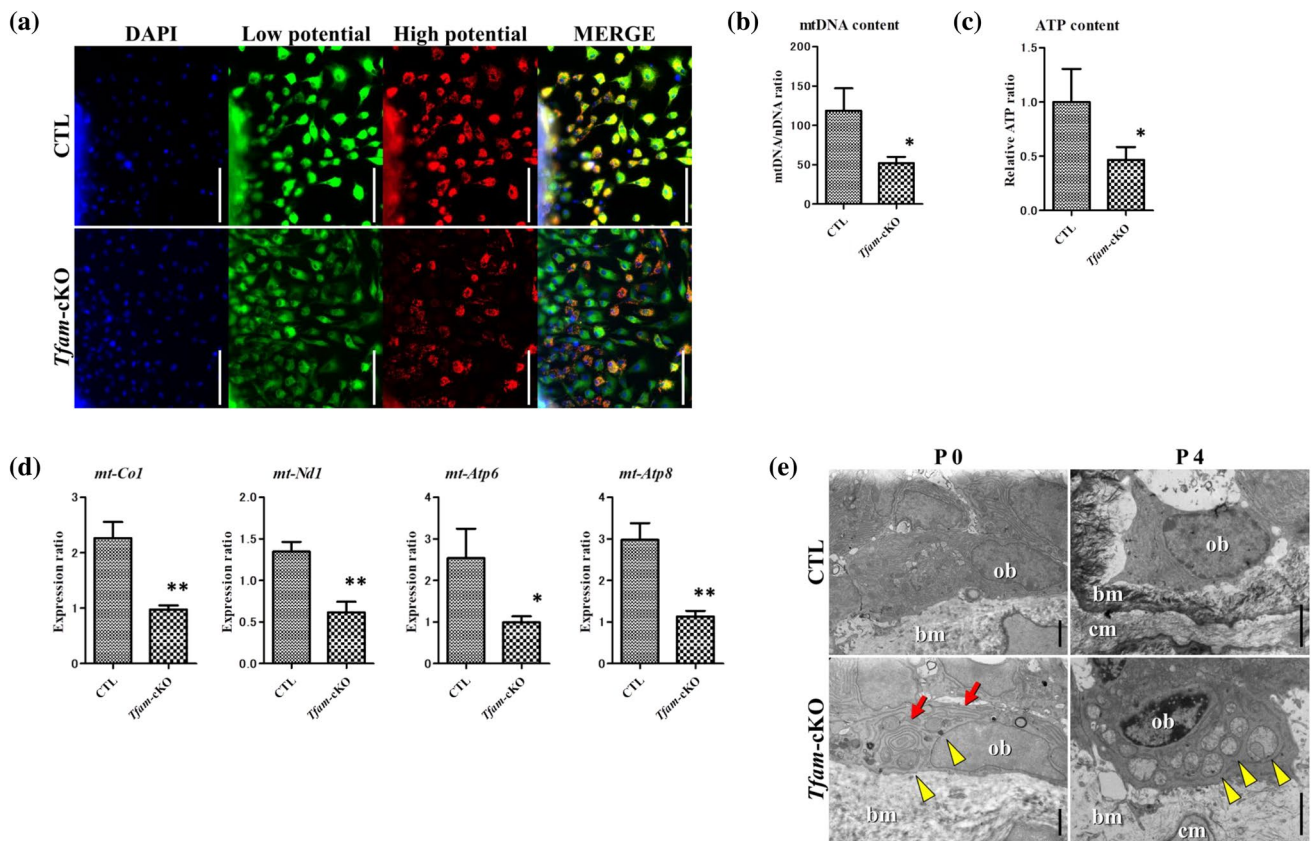 (a)
DAPI Low potential High potential MERGE
CTL
Tfam-cKO
(b)
mtDNA content
mtDNA/nDNA ratio
200
150
100
50
0
*
CTL
Tfam-cKO
(c)
ATP content
Relative ATP ratio
1.5
1.0
0.5
0.0
*
CTL
Tfam-cKO
(d)
mt-Co1
Expression ratio
3
2
1
0
**
CTL
Tfam-cKO
mt-Nd1
Expression ratio
2.0
1.5
1.0
0.5
0.0
**
CTL
Tfam-cKO
mt-Atp6
Expression ratio
4
3
2
1
0
*
CTL
Tfam-cKO
mt-Atp8
Expression ratio
4
3
2
1
0
**
CTL
Tfam-cKO
(e)
P 0 P 4
CTL
ob
bm
ob
bm
cm
Tfam-cKO
ob
bm
ob
bm
cm